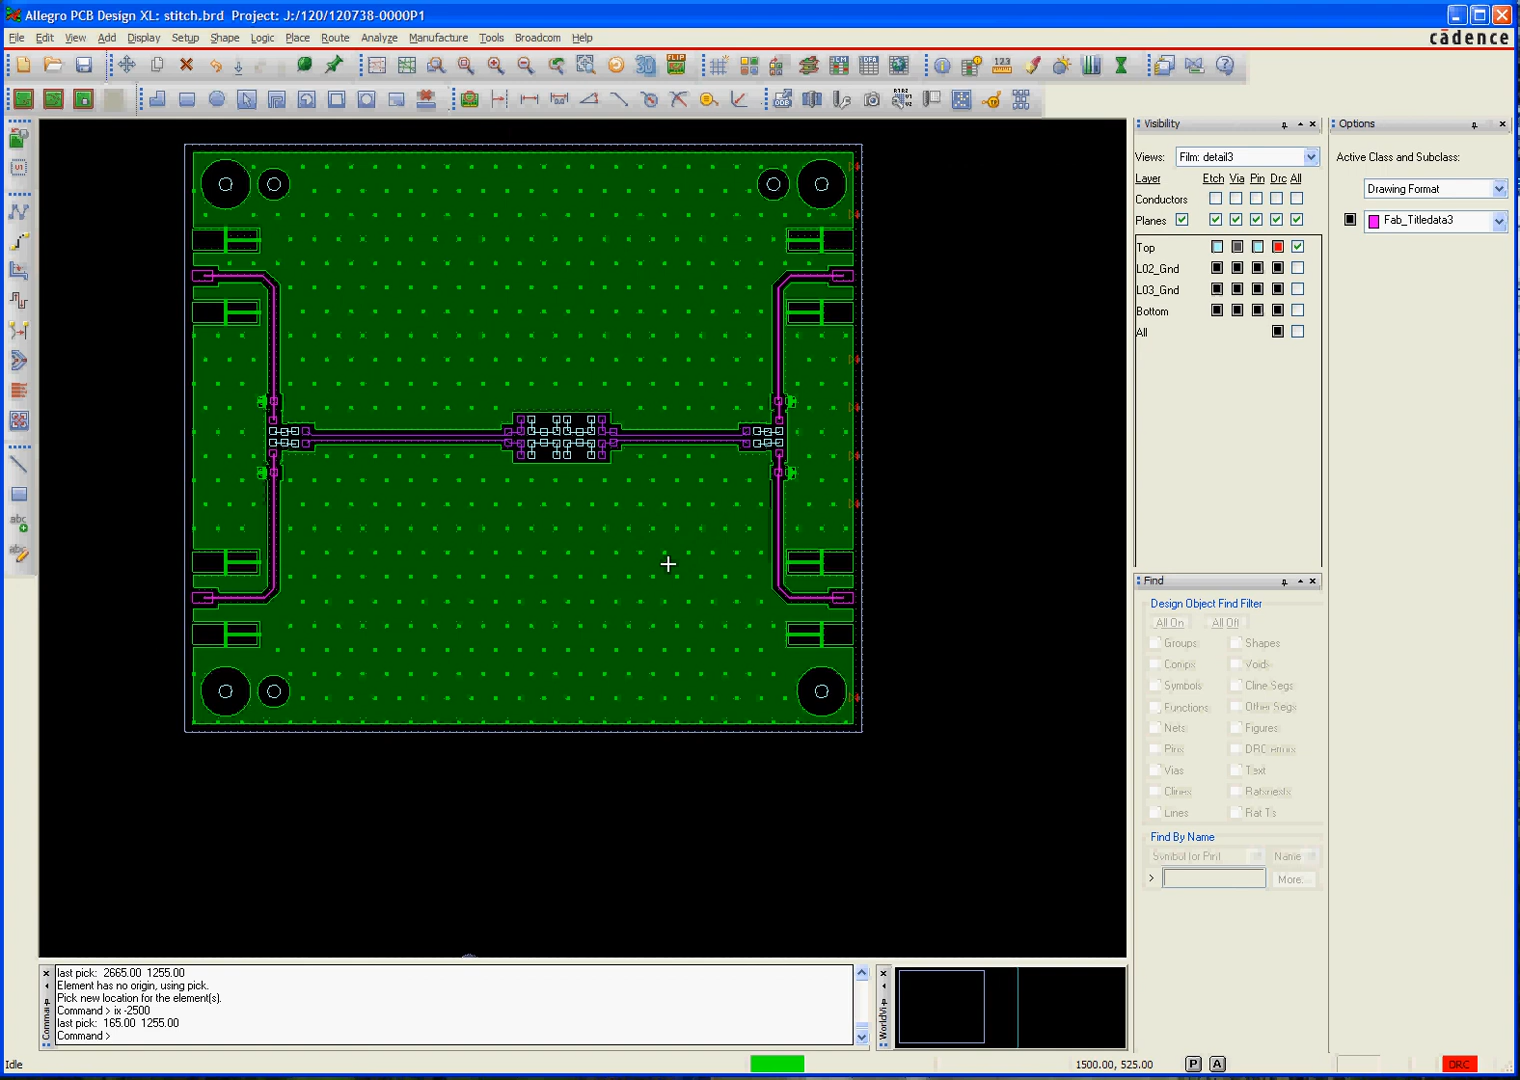 Allegro PCB Design XL: stitch.brd  Project: J:/120/120738-0000P1
File Edit View Add Display Setup Shape Logic Place Route Analyze Manufacture Tools Broadcom Help
cādence
Visibility
Views: Film: detail3
Layer Etch Via Pin Drc All
Conductors
Planes
Top
L02_Gnd
L03_Gnd
Bottom
All
Find
Design Object Find Filter
All On All Off
Groups Shapes
Comps Voids
Symbols Cline Segs
Functions Other Segs
Nets Figures
Pins DRC errors
Vias Text
Clines Ratsnests
Lines Rat Ts
Find By Name
Symbol (or Pin) Name
> More...
Options
Active Class and Subclass:
Drawing Format
Fab_Titledata3
last pick:  2665.00  1255.00
Element has no origin, using pick.
Pick new location for the element(s).
Command > ix -2500
last pick:  165.00  1255.00
Command >
Idle
1500.00, 525.00
P A
DRC